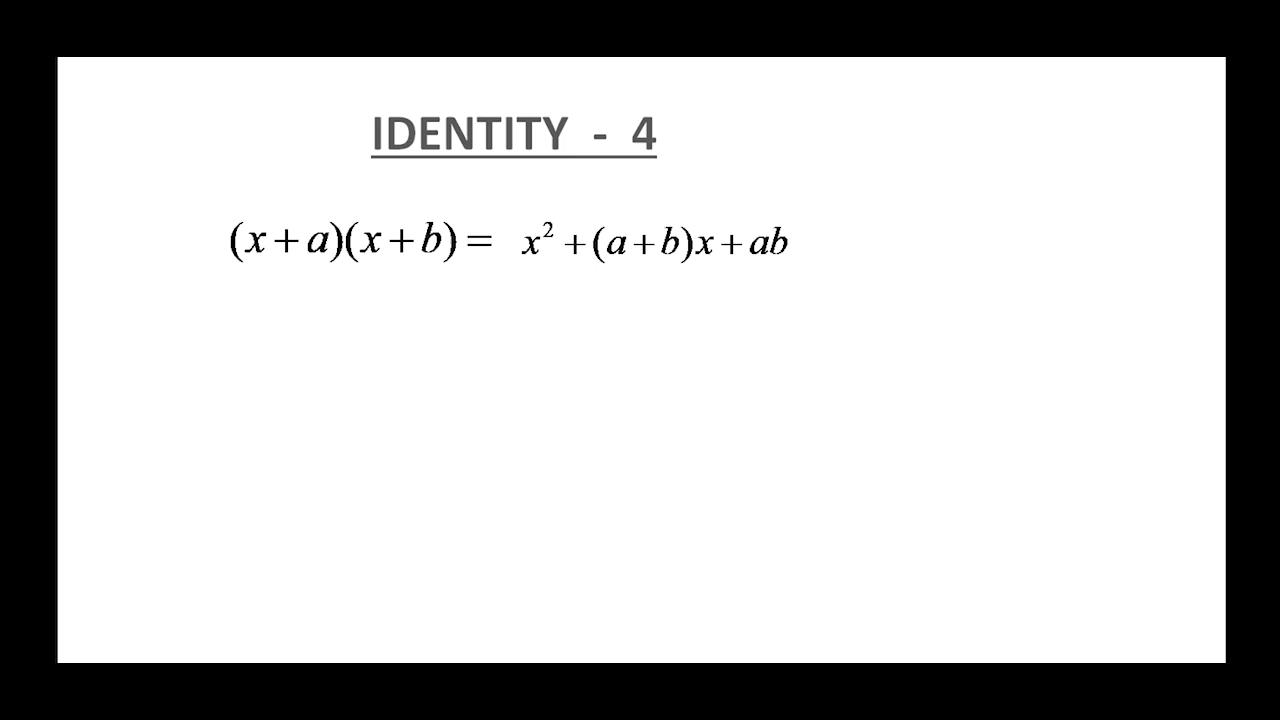 IDENTITY - 4
(x + a)(x + b) = x² + (a + b)x + ab